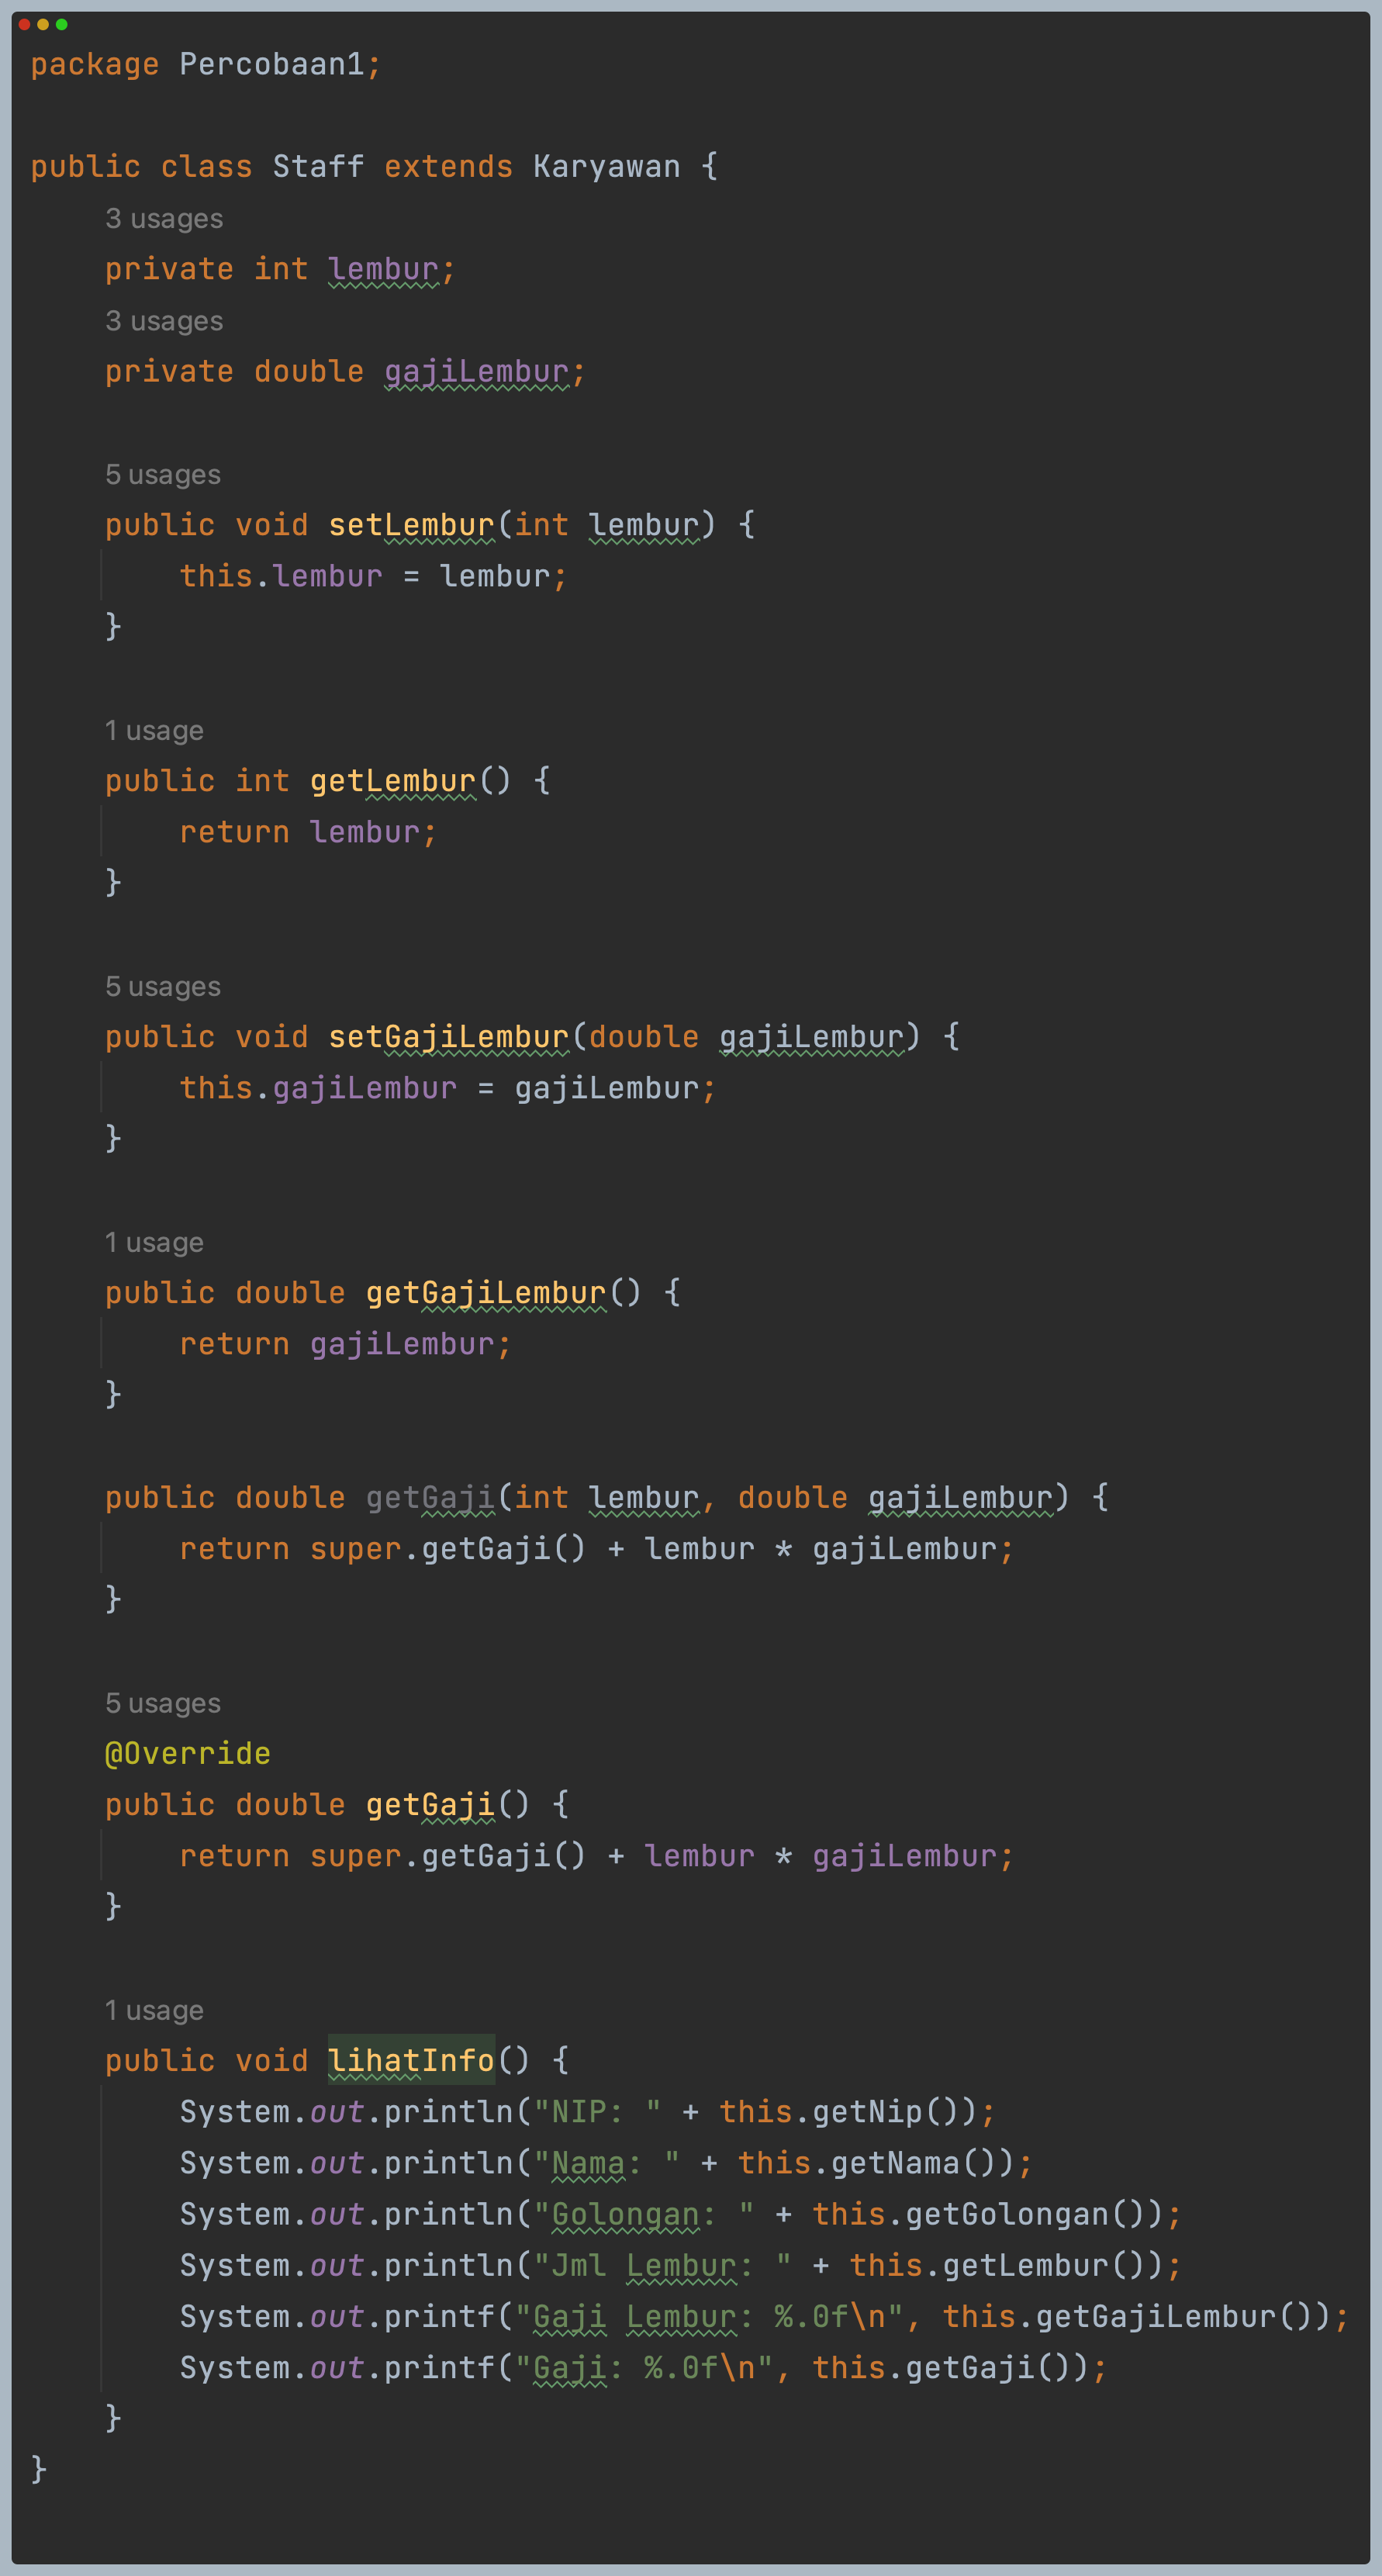 package Percobaan1;
public class Staff extends Karyawan {
3 usages
private int lembur;
3 usages
private double gajiLembur;
5 usages
public void setLembur(int lembur) {
this.lembur = lembur;
}
1 usage
public int getLembur() {
return lembur;
}
5 usages
public void setGajiLembur(double gajiLembur) {
this.gajiLembur = gajiLembur;
}
1 usage
public double getGajiLembur() {
return gajiLembur;
}
public double getGaji(int lembur, double gajiLembur) {
return super.getGaji() + lembur * gajiLembur;
}
5 usages
@Override
public double getGaji() {
return super.getGaji() + lembur * gajiLembur;
}
1 usage
public void lihatInfo() {
System.out.println("NIP: " + this.getNip());
System.out.println("Nama: " + this.getNama());
System.out.println("Golongan: " + this.getGolongan());
System.out.println("Jml Lembur: " + this.getLembur());
System.out.printf("Gaji Lembur: %.0f\n", this.getGajiLembur());
System.out.printf("Gaji: %.0f\n", this.getGaji());
}
}